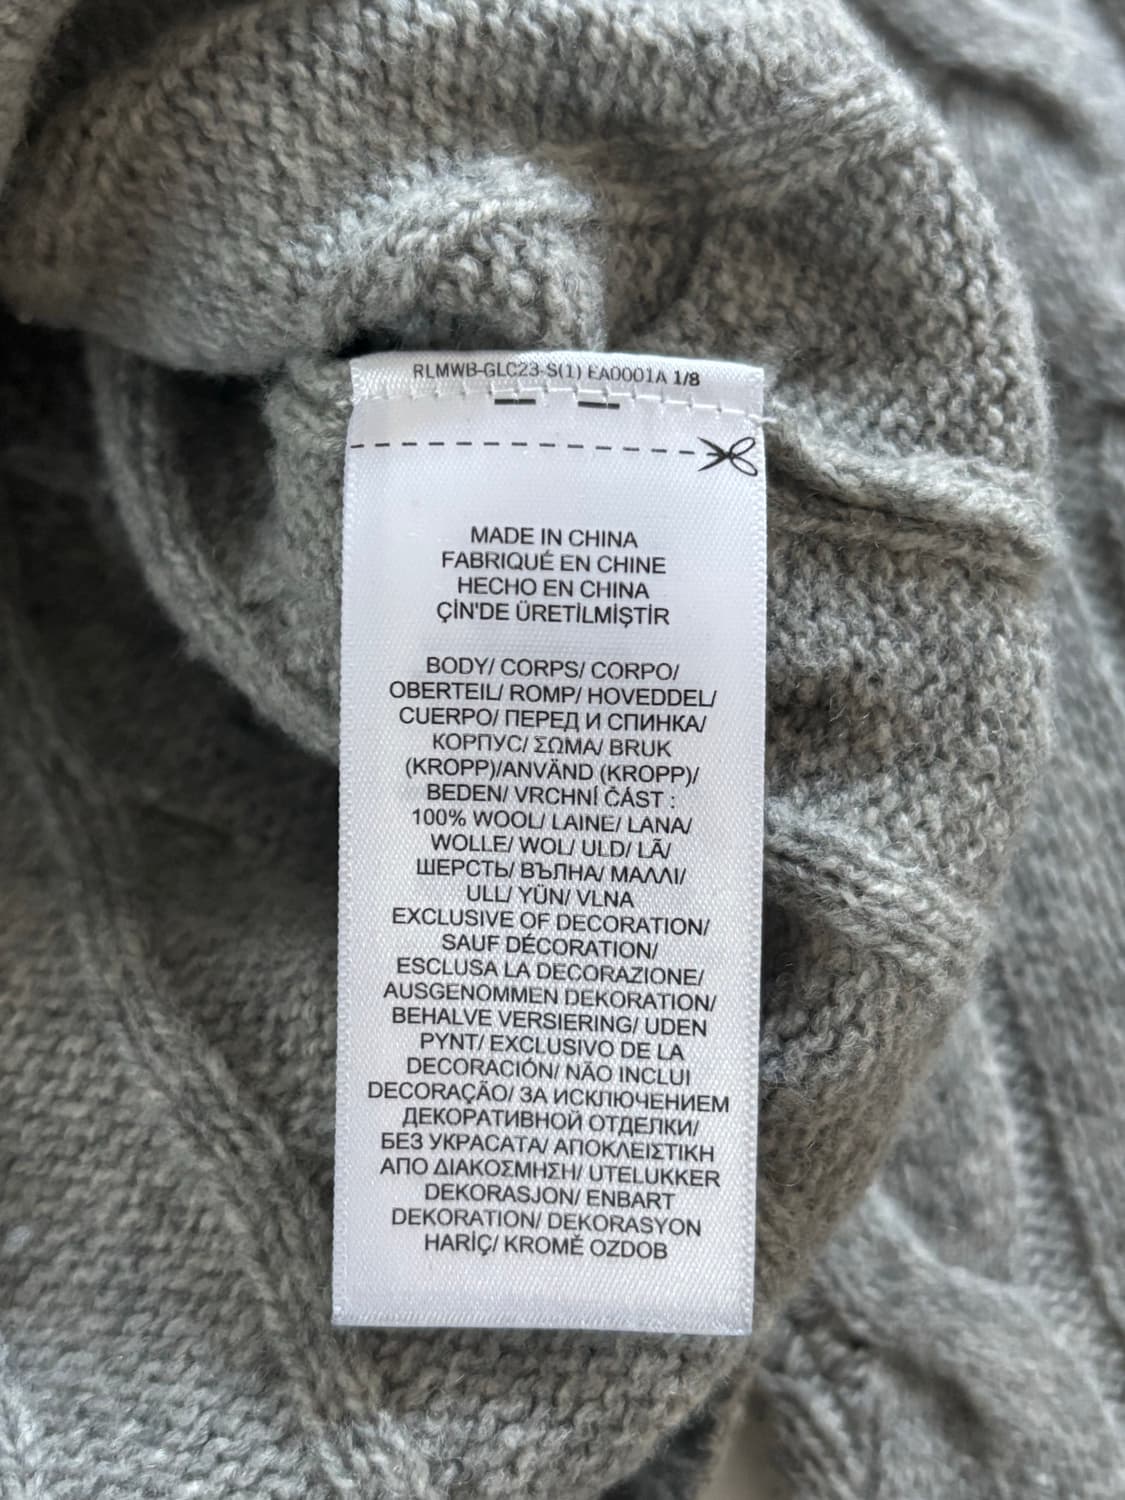 RLMWB-GLC23-S(1) EA0001A 1/8
MADE IN CHINA
FABRIQUÉ EN CHINE
HECHO EN CHINA
ÇİN'DE ÜRETİLMİŞTİR
BODY/ CORPS/ CORPO/
OBERTEIL/ ROMP/ HOVEDDEL/
CUERPO/ ПЕРЕД И СПИНКА/
КОРПУС/ ΣΩΜΑ/ BRUK
(KROPP)/ANVÄND (KROPP)/
BEDEN/ VRCHNÍ ČÁST :
100% WOOL/ LAINE/ LANA/
WOLLE/ WOL/ ULD/ LÃ/
ШЕРСТЬ/ ВЪЛНА/ ΜΑΛΛΙ/
ULL/ YÜN/ VLNA
EXCLUSIVE OF DECORATION/
SAUF DÉCORATION/
ESCLUSA LA DECORAZIONE/
AUSGENOMMEN DEKORATION/
BEHALVE VERSIERING/ UDEN
PYNT/ EXCLUSIVO DE LA
DECORACIÓN/ NÃO INCLUI
DECORAÇÃO/ ЗА ИСКЛЮЧЕНИЕМ
ДЕКОРАТИВНОЙ ОТДЕЛКИ/
БЕЗ УКРАСАТА/ ΑΠΟΚΛΕΙΣΤΙΚΗ
ΑΠΟ ΔΙΑΚΟΣΜΗΣΗ/ UTELUKKER
DEKORASJON/ ENBART
DEKORATION/ DEKORASYON
HARİÇ/ KROMĚ OZDOB